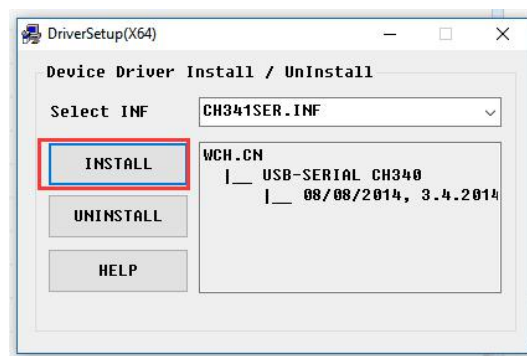 DriverSetup(X64)
Device Driver Install / UnInstall
Select INF
CH341SER.INF
INSTALL
UNINSTALL
HELP
WCH.CN
|__ USB-SERIAL CH340
|__ 08/08/2014, 3.4.2014